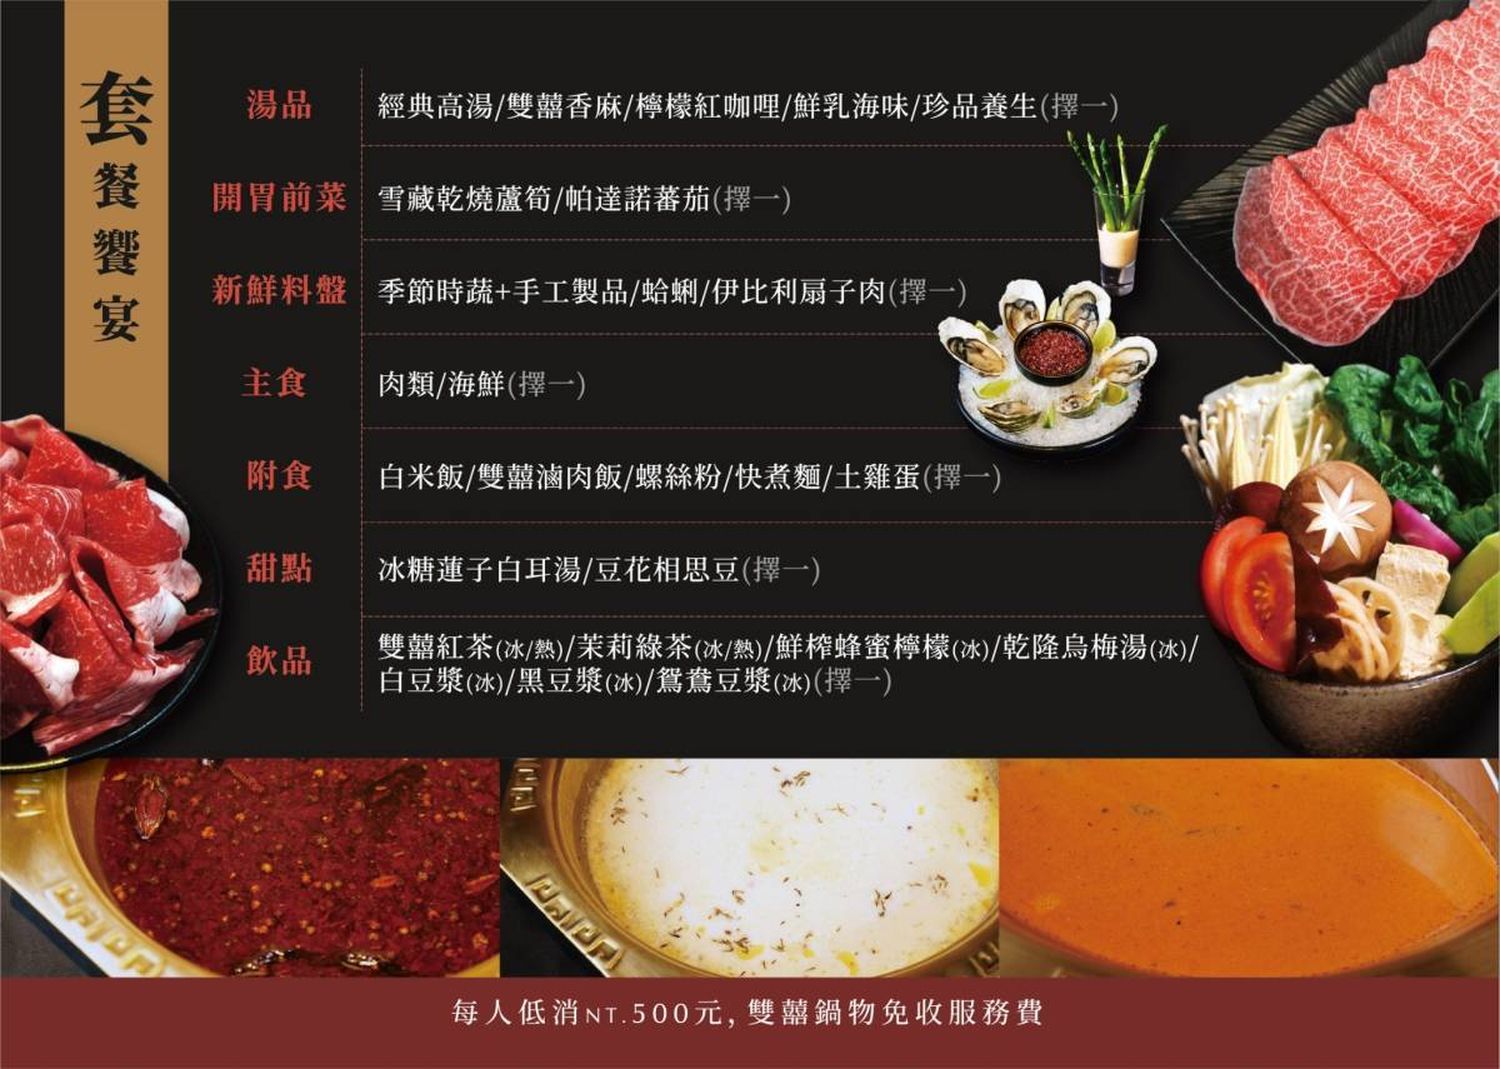 套餐饗宴
湯品
經典高湯/雙囍香麻/檸檬紅咖哩/鮮乳海味/珍品養生(擇一)
開胃前菜
雪藏乾燒蘆筍/帕達諾蕃茄(擇一)
新鮮料盤
季節時蔬+手工製品/蛤蜊/伊比利扇子肉(擇一)
主食
肉類/海鮮(擇一)
附食
白米飯/雙囍滷肉飯/螺絲粉/快煮麵/土雞蛋(擇一)
甜點
冰糖蓮子白耳湯/豆花相思豆(擇一)
飲品
雙囍紅茶(冰/熱)/茉莉綠茶(冰/熱)/鮮榨蜂蜜檸檬(冰)/乾隆烏梅湯(冰)/
白豆漿(冰)/黑豆漿(冰)/鴛鴦豆漿(冰)(擇一)
每人低消NT.500元, 雙囍鍋物免收服務費